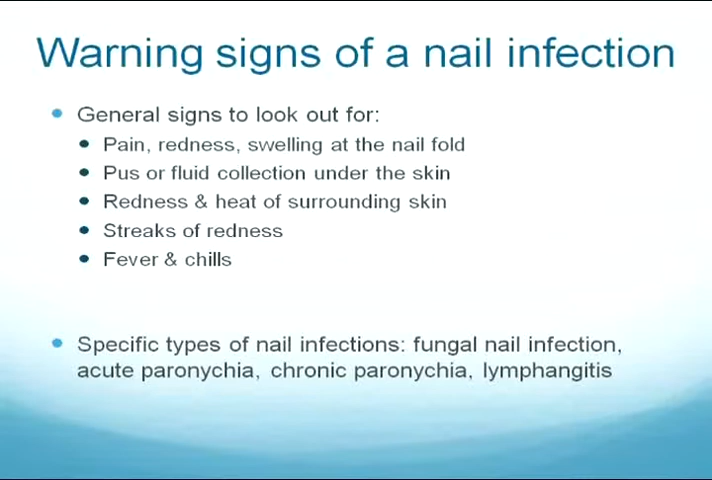 Warning signs of a nail infection
General signs to look out for:
Pain, redness, swelling at the nail fold
Pus or fluid collection under the skin
Redness & heat of surrounding skin
Streaks of redness
Fever & chills
Specific types of nail infections: fungal nail infection,
acute paronychia, chronic paronychia, lymphangitis